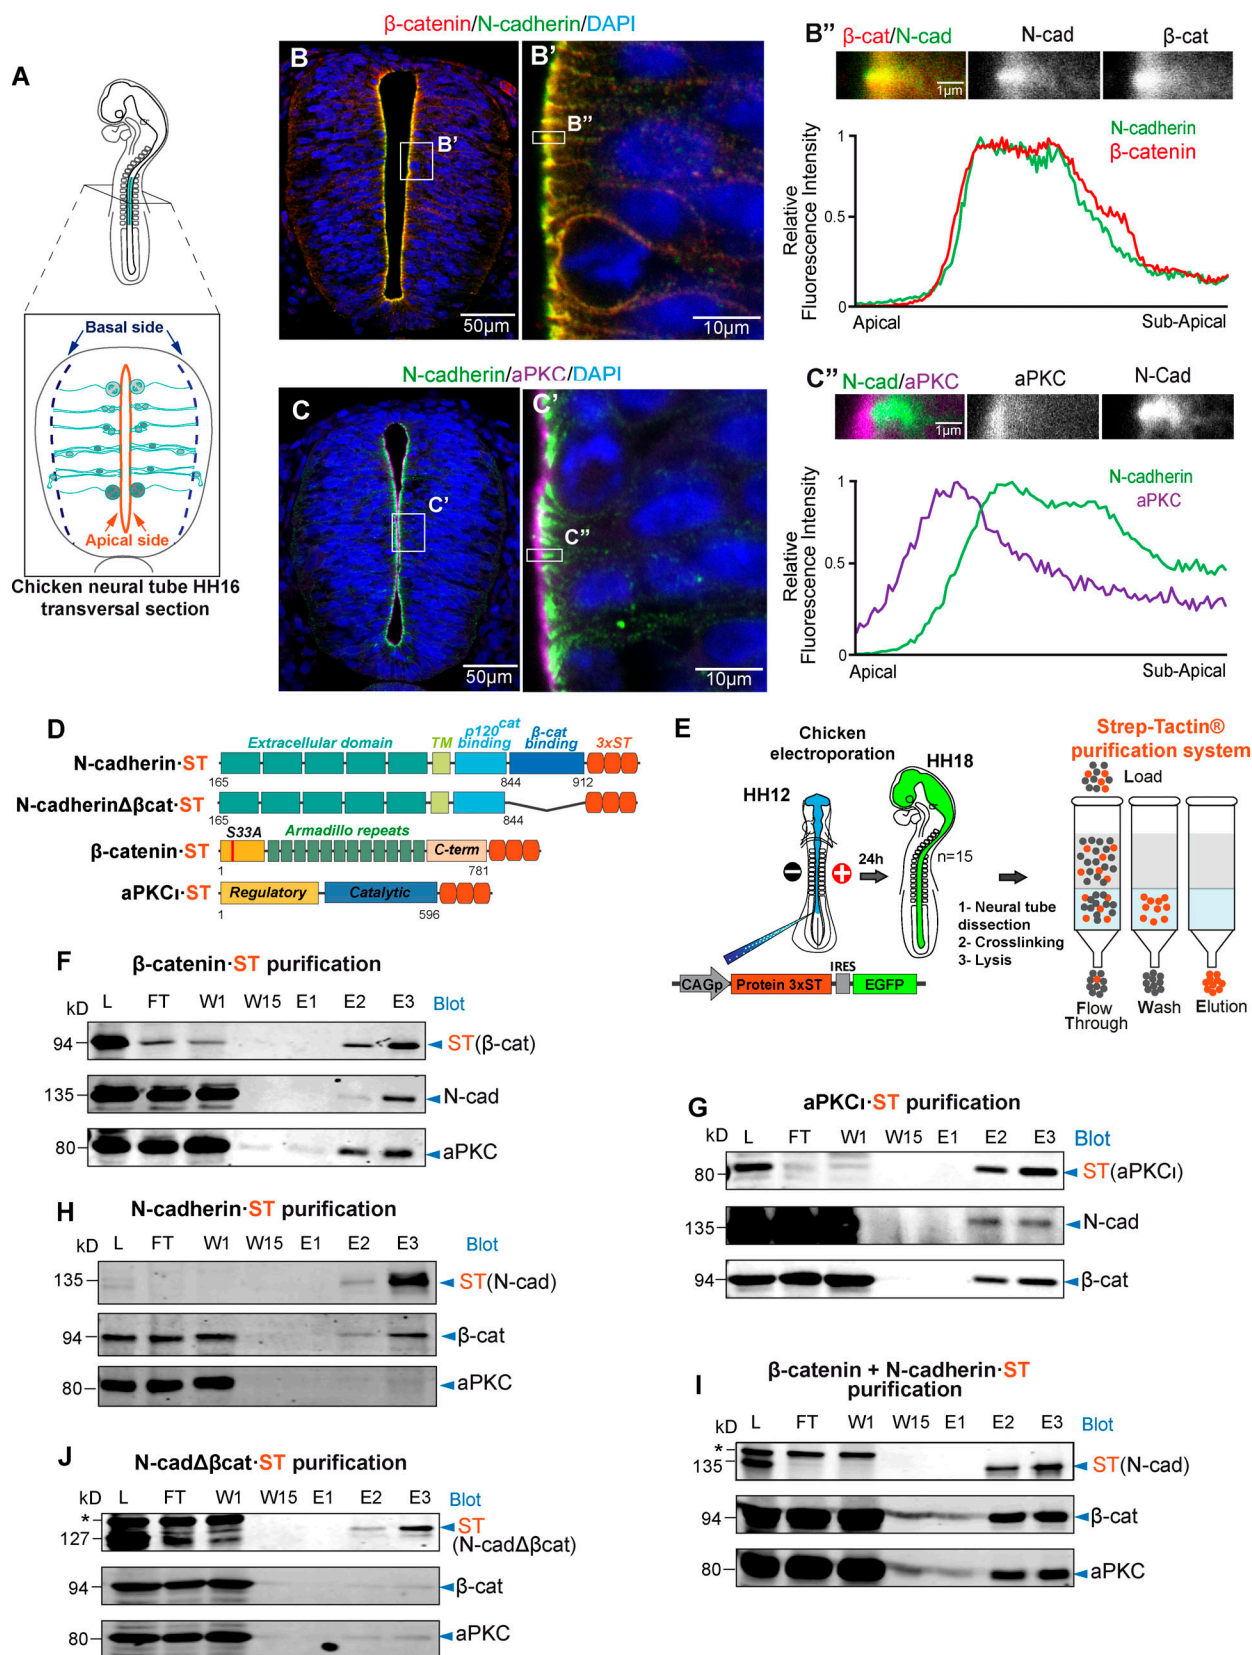 A
Basal side
Apical side
Chicken neural tube HH16
transversal section
β-catenin/N-cadherin/DAPI
B
B'
50µm
B'
B"
10µm
B"
β-cat/N-cad
N-cad
β-cat
1µm
Relative
Fluorescence Intensity
1
0.5
0
N-cadherin
β-catenin
Apical
Sub-Apical
N-cadherin/aPKC/DAPI
C
C'
50µm
C'
C"
10µm
C"
N-cad/aPKC
aPKC
N-Cad
1µm
Relative
Fluorescence Intensity
1
0.5
0
N-cadherin
aPKC
Apical
Sub-Apical
D
Extracellular domain
TM
p120cat
binding
β-cat
binding
3xST
N-cadherin·ST
165
844
912
N-cadherinΔβcat·ST
165
844
S33A
Armadillo repeats
β-catenin·ST
C-term
1
781
aPKCι·ST
Regulatory
Catalytic
1
596
E
Chicken
electroporation
HH12
HH18
−
+
24h
n=15
1- Neural tube
dissection
2- Crosslinking
3- Lysis
CAGp
Protein 3xST
IRES
EGFP
Strep-Tactin®
purification system
Load
Flow
Through
Wash
Elution
F
β-catenin·ST purification
kD
L FT W1 W15 E1 E2 E3 Blot
94
ST(β-cat)
135
N-cad
80
aPKC
G
aPKCι·ST purification
kD
L FT W1 W15 E1 E2 E3 Blot
80
ST(aPKCι)
135
N-cad
94
β-cat
H
N-cadherin·ST purification
kD
L FT W1 W15 E1 E2 E3 Blot
135
ST(N-cad)
94
β-cat
80
aPKC
I
β-catenin + N-cadherin·ST
purification
kD
L FT W1 W15 E1 E2 E3 Blot
*
135
ST(N-cad)
94
β-cat
80
aPKC
J
N-cadΔβcat·ST purification
kD
L FT W1 W15 E1 E2 E3 Blot
*
127
ST
(N-cadΔβcat)
94
β-cat
80
aPKC